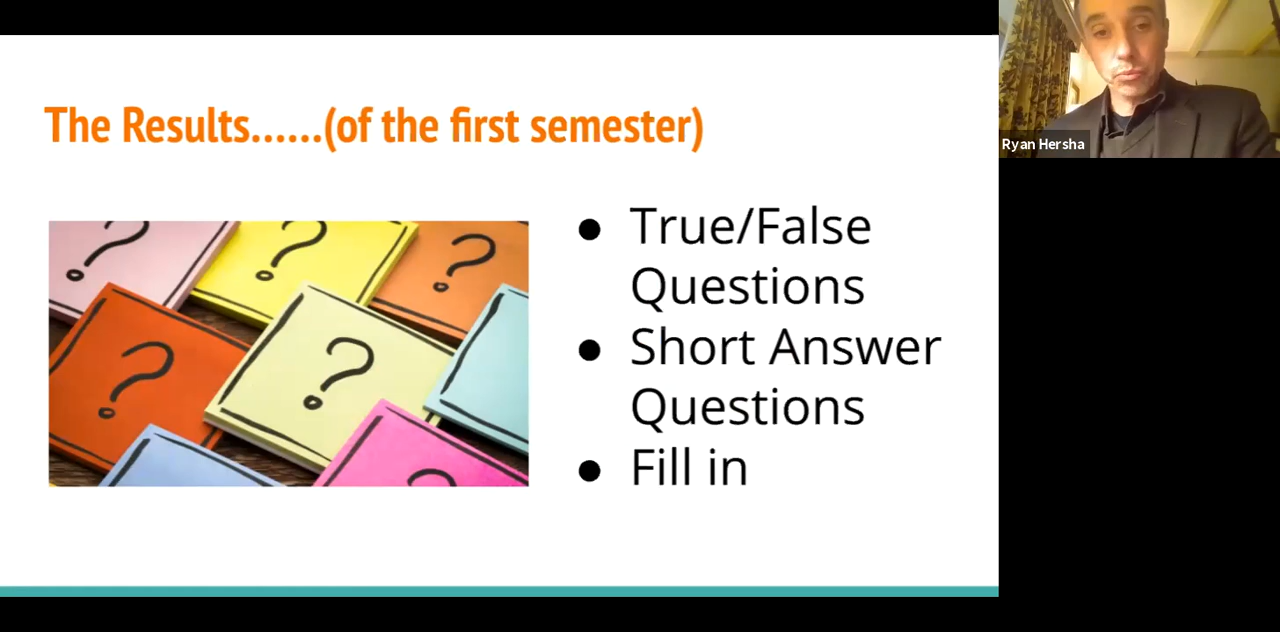 The Results......(of the first semester)
● True/False
Questions
● Short Answer
Questions
● Fill in
? ? ?
? ?
?
Ryan Hersha